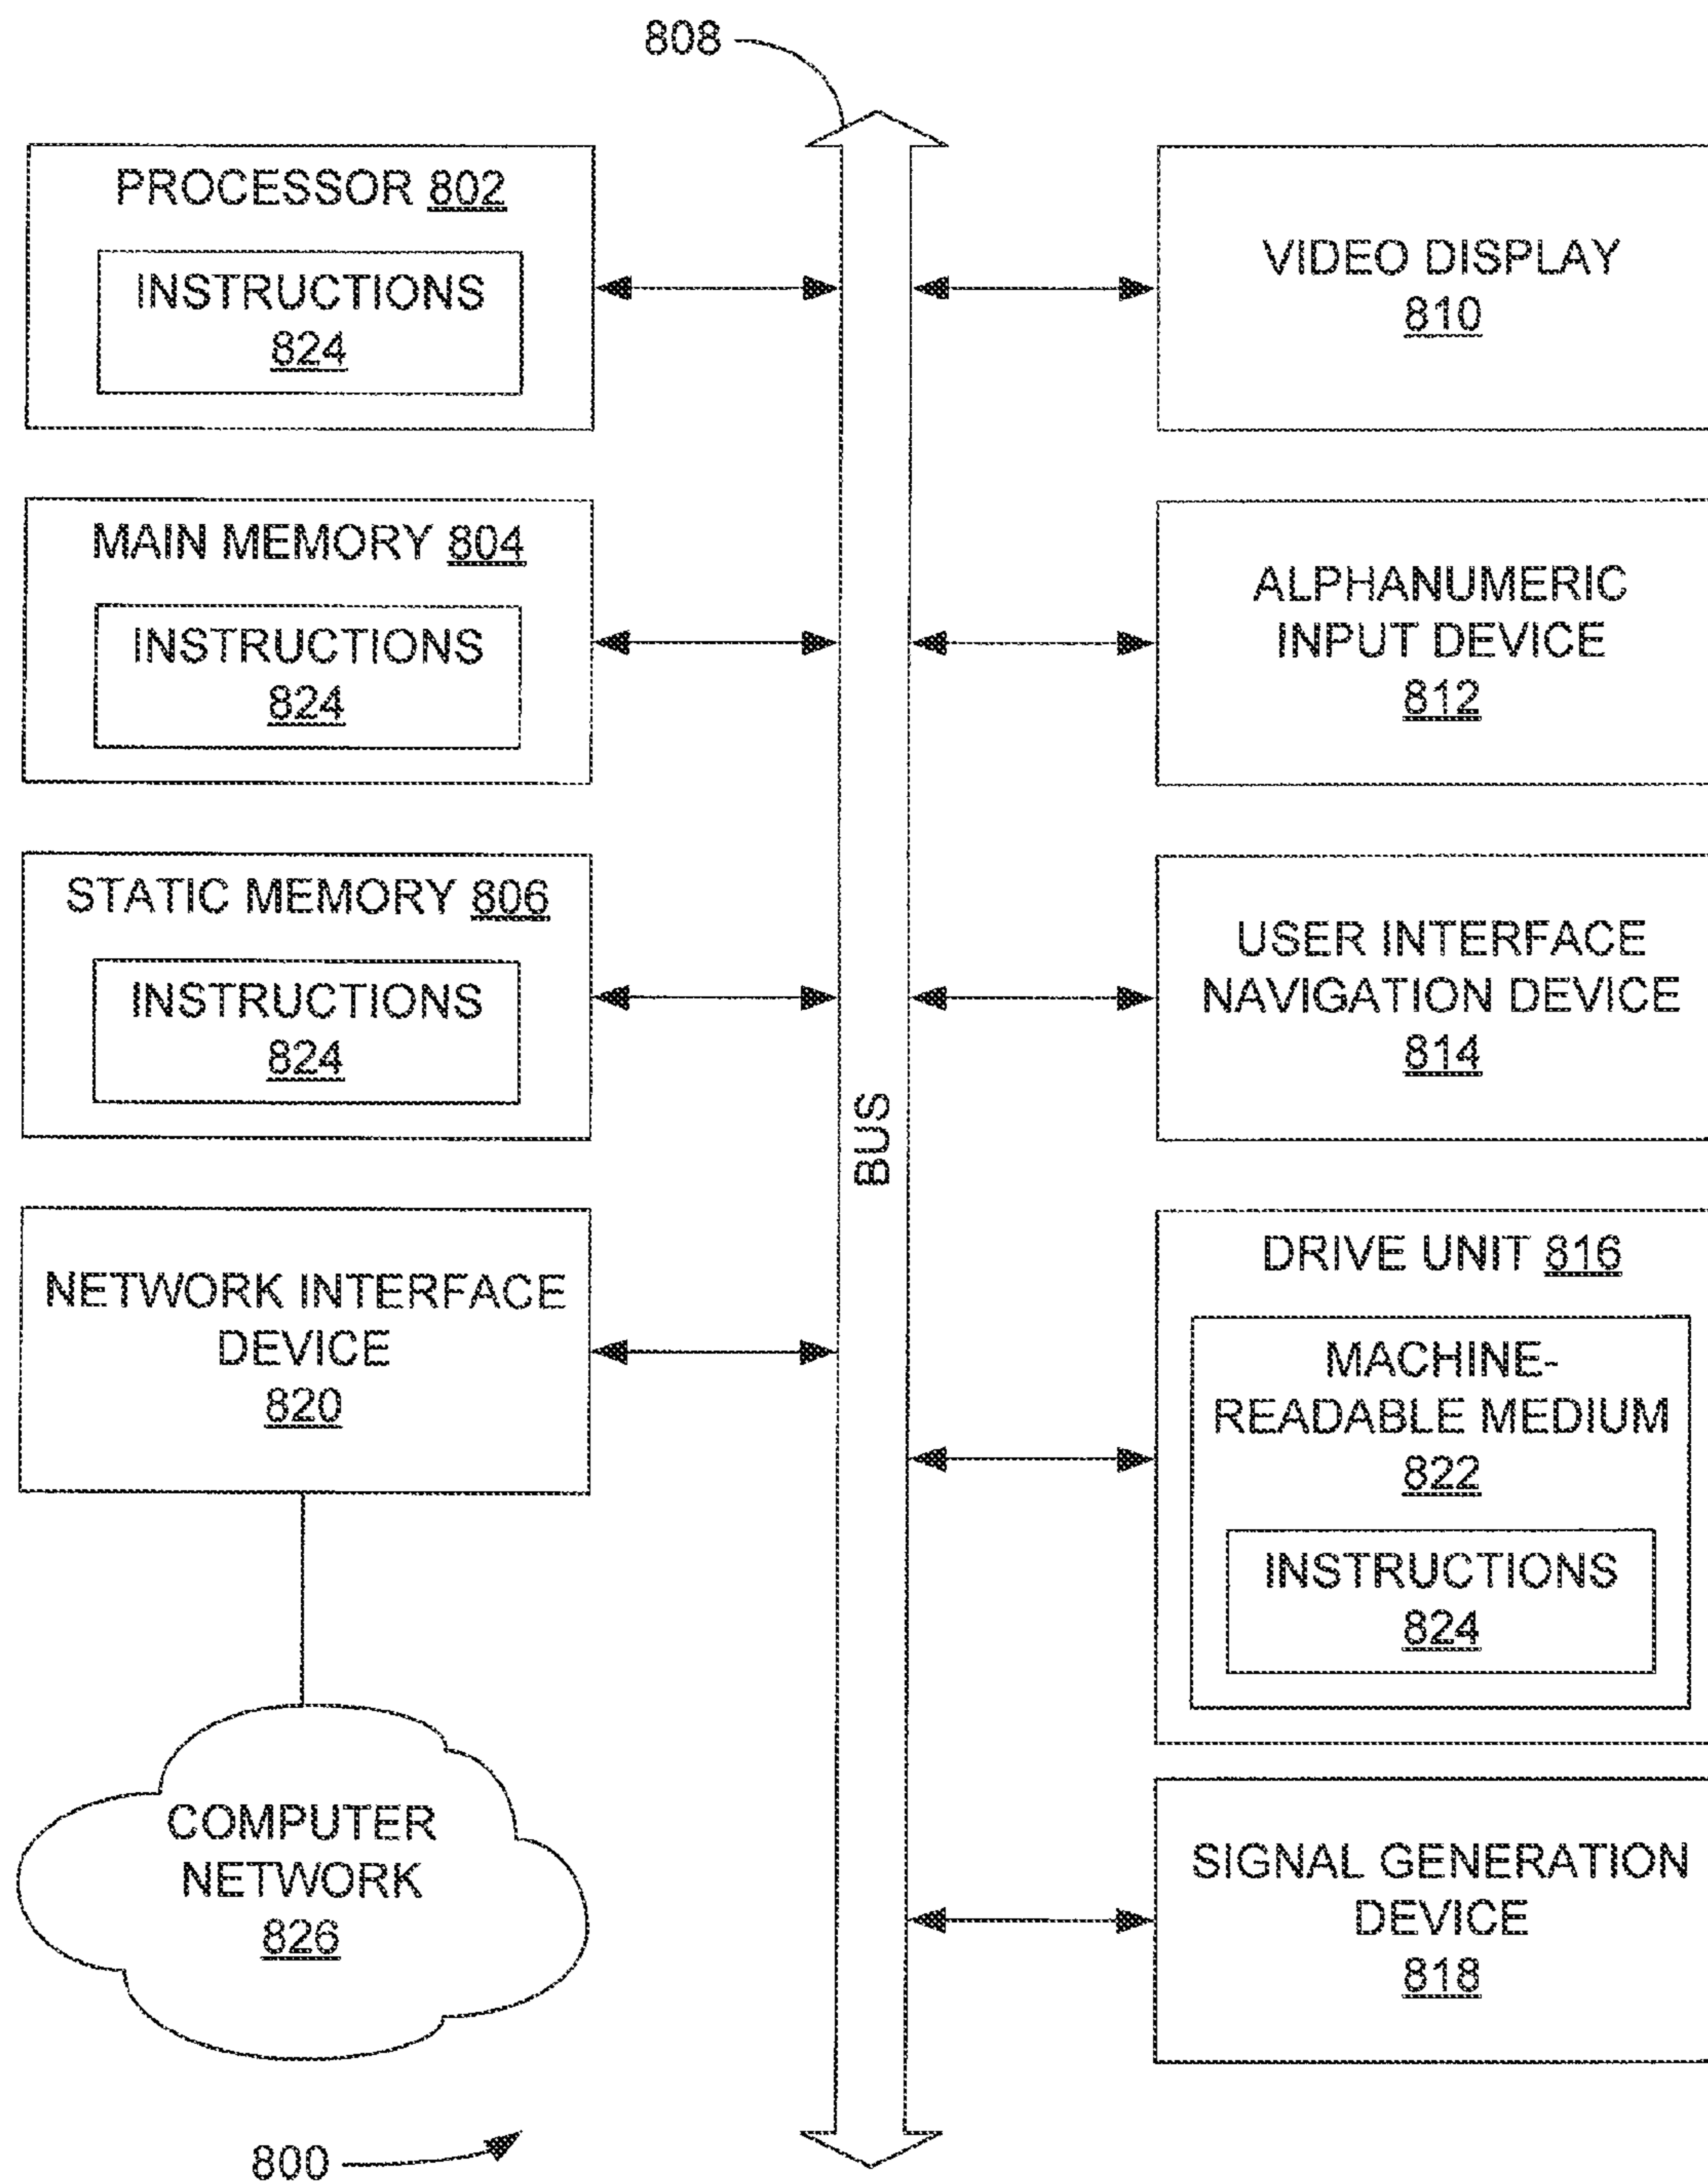 808
PROCESSOR 802
INSTRUCTIONS
824
MAIN MEMORY 804
INSTRUCTIONS
824
STATIC MEMORY 806
INSTRUCTIONS
824
NETWORK INTERFACE
DEVICE
820
COMPUTER
NETWORK
826
800
BUS
VIDEO DISPLAY
810
ALPHANUMERIC
INPUT DEVICE
812
USER INTERFACE
NAVIGATION DEVICE
814
DRIVE UNIT 816
MACHINE-
READABLE MEDIUM
822
INSTRUCTIONS
824
SIGNAL GENERATION
DEVICE
818